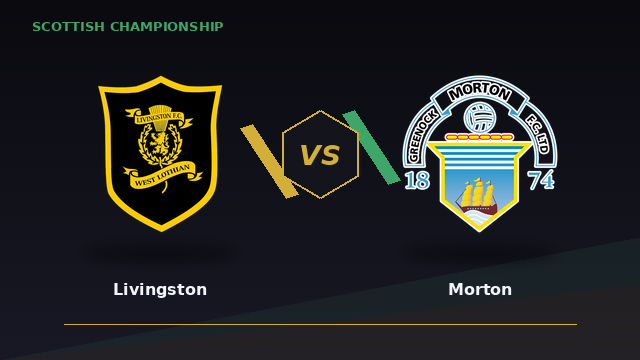 SCOTTISH CHAMPIONSHIP
LIVINGSTON F.C.
WEST LOTHIAN
VS
GREENOCK MORTON F.C. LTD
18 74
Livingston
Morton